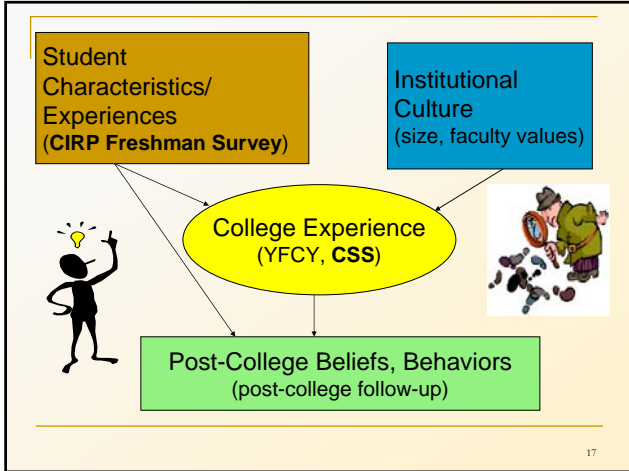 Student
Characteristics/
Experiences
(CIRP Freshman Survey)
Institutional
Culture
(size, faculty values)
College Experience
(YFCY, CSS)
Post-College Beliefs, Behaviors
(post-college follow-up)
17